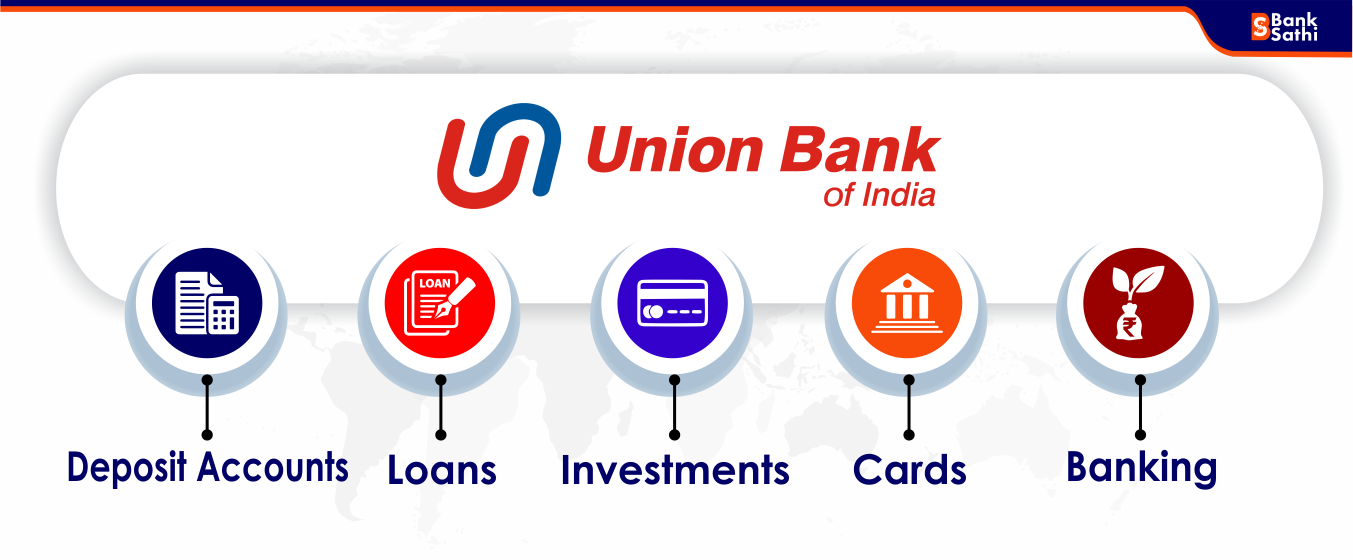 Bank
Sathi
Union Bank
of India
LOAN
₹
Deposit Accounts
Loans
Investments
Cards
Banking